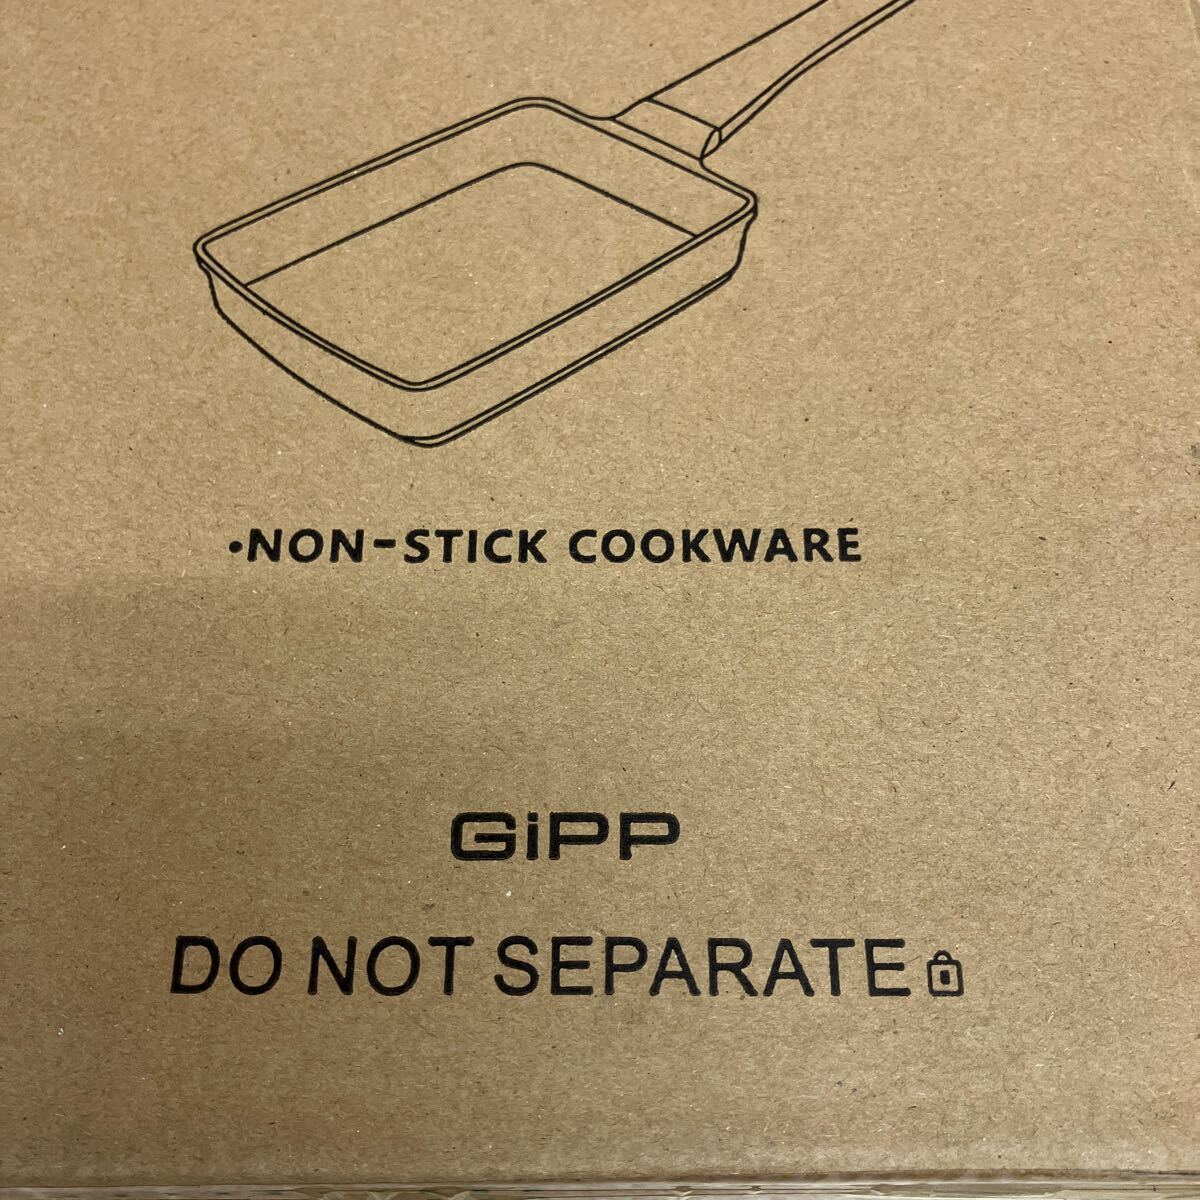 •NON-STICK COOKWARE
GiPP
DO NOT SEPARATE